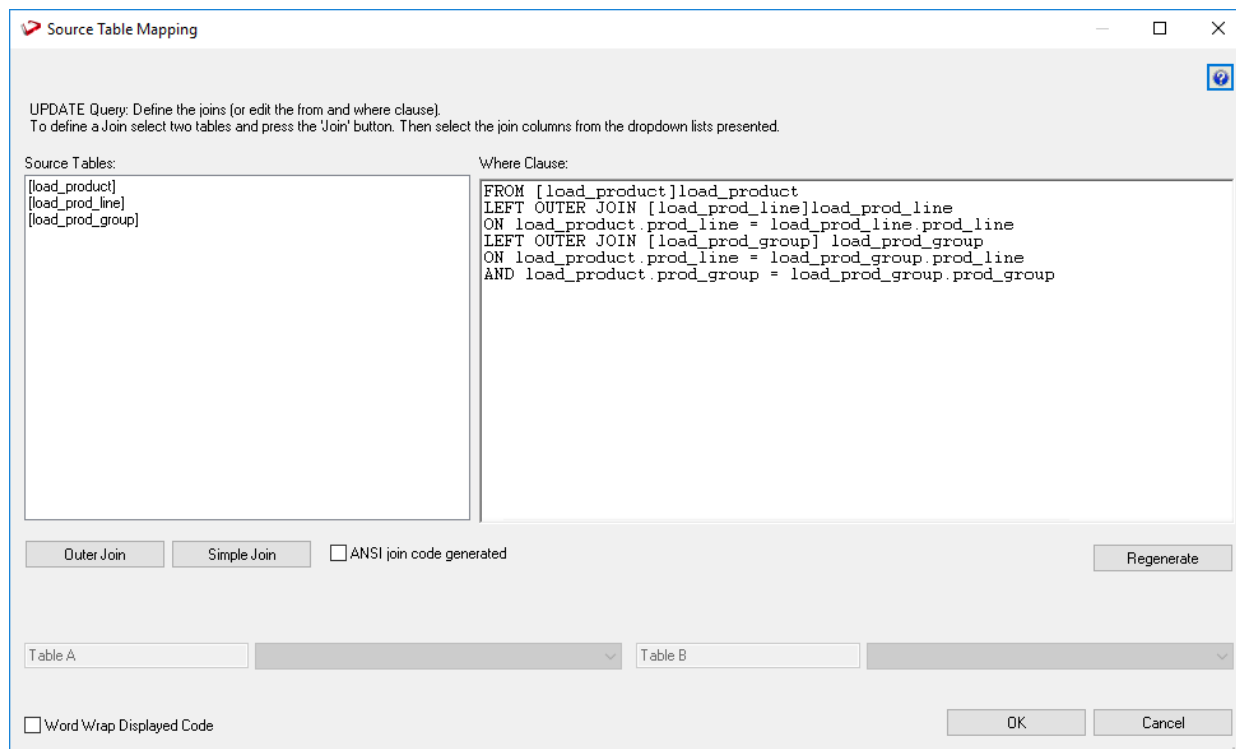 Source Table Mapping
UPDATE Query: Define the joins (or edit the from and where clause).
To define a Join select two tables and press the 'Join' button. Then select the join columns from the dropdown lists presented.
Source Tables:
[load_product]
[load_prod_line]
[load_prod_group]
Where Clause:
FROM [load_product]load_product
LEFT OUTER JOIN [load_prod_line]load_prod_line
ON load_product.prod_line = load_prod_line.prod_line
LEFT OUTER JOIN [load_prod_group] load_prod_group
ON load_product.prod_line = load_prod_group.prod_line
AND load_product.prod_group = load_prod_group.prod_group
Outer Join
Simple Join
ANSI join code generated
Regenerate
Table A
Table B
Word Wrap Displayed Code
OK
Cancel